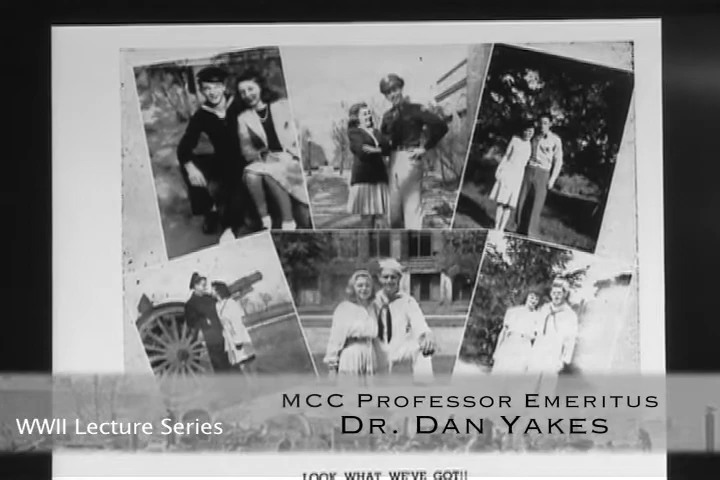 MCC Professor Emeritus
WWII Lecture Series
Dr. Dan Yakes
LOOK WHAT WE'VE GOT!!